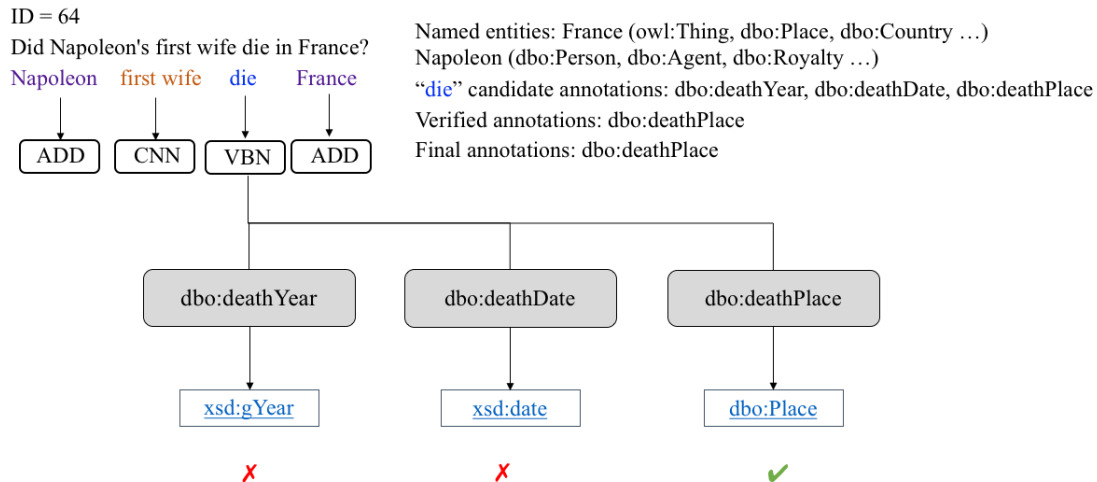 ID = 64
Did Napoleon's first wife die in France?
Napoleon first wife die France
ADD CNN VBN ADD
Named entities: France (owl:Thing, dbo:Place, dbo:Country …)
Napoleon (dbo:Person, dbo:Agent, dbo:Royalty …)
“die” candidate annotations: dbo:deathYear, dbo:deathDate, dbo:deathPlace
Verified annotations: dbo:deathPlace
Final annotations: dbo:deathPlace
dbo:deathYear dbo:deathDate dbo:deathPlace
xsd:gYear xsd:date dbo:Place
✗ ✗ ✔